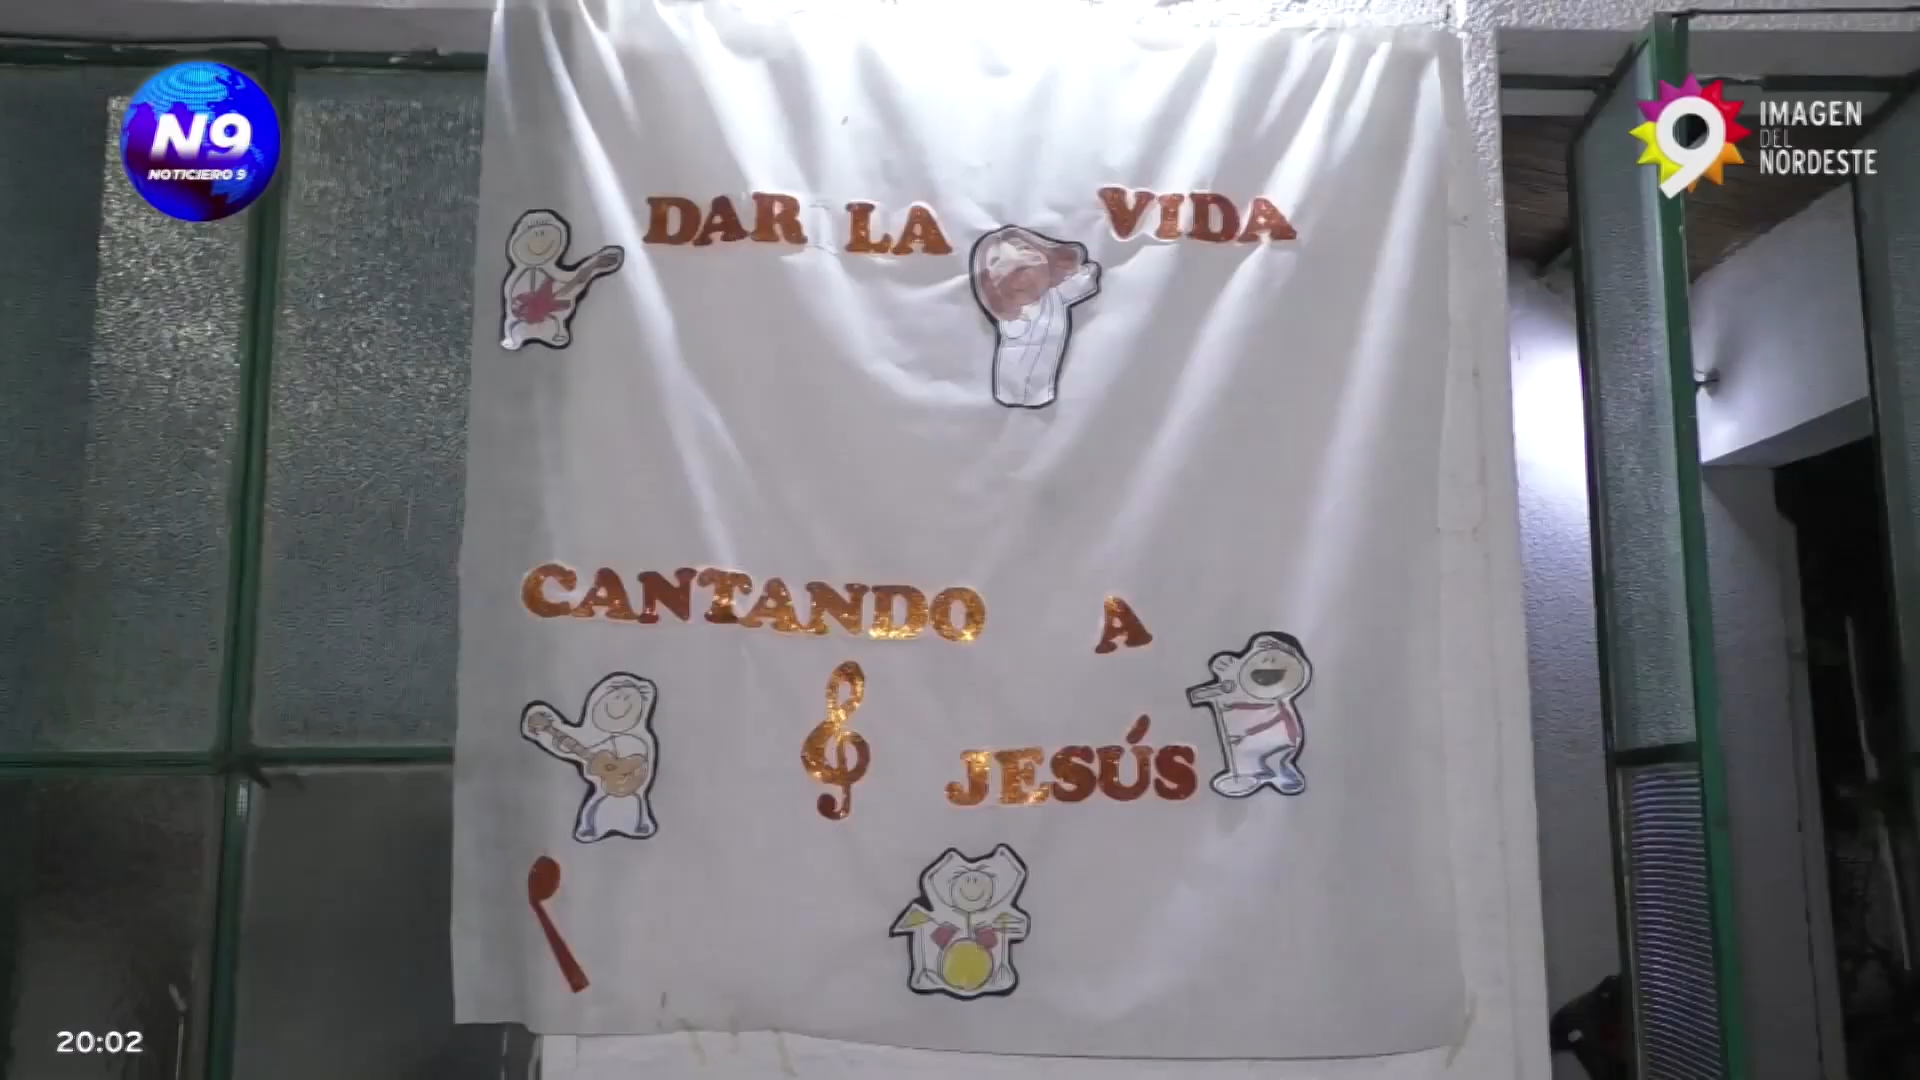 N9
NOTICIERO 9
9 IMAGEN
DEL
NORDESTE
DAR LA VIDA
CANTANDO A
JESÚS
20:02